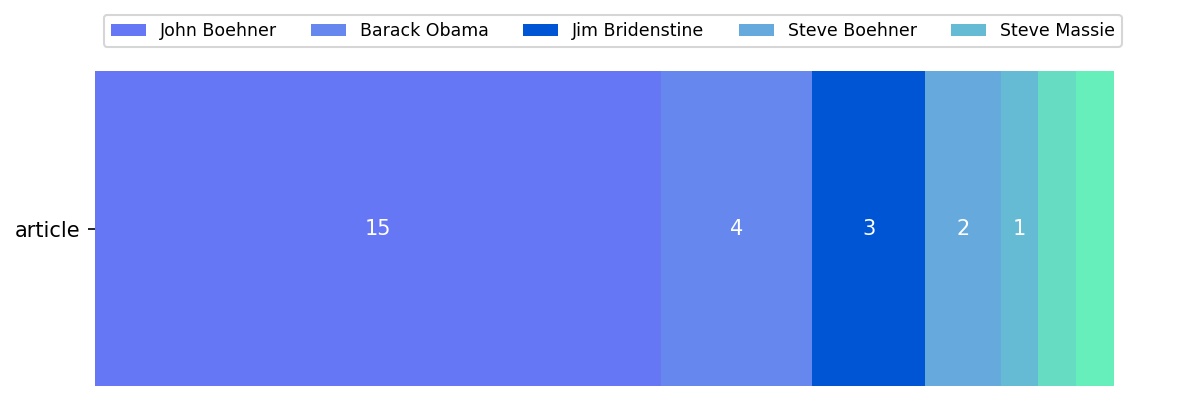 John Boehner Barack Obama Jim Bridenstine Steve Boehner Steve Massie
article 15 4 3 2 1